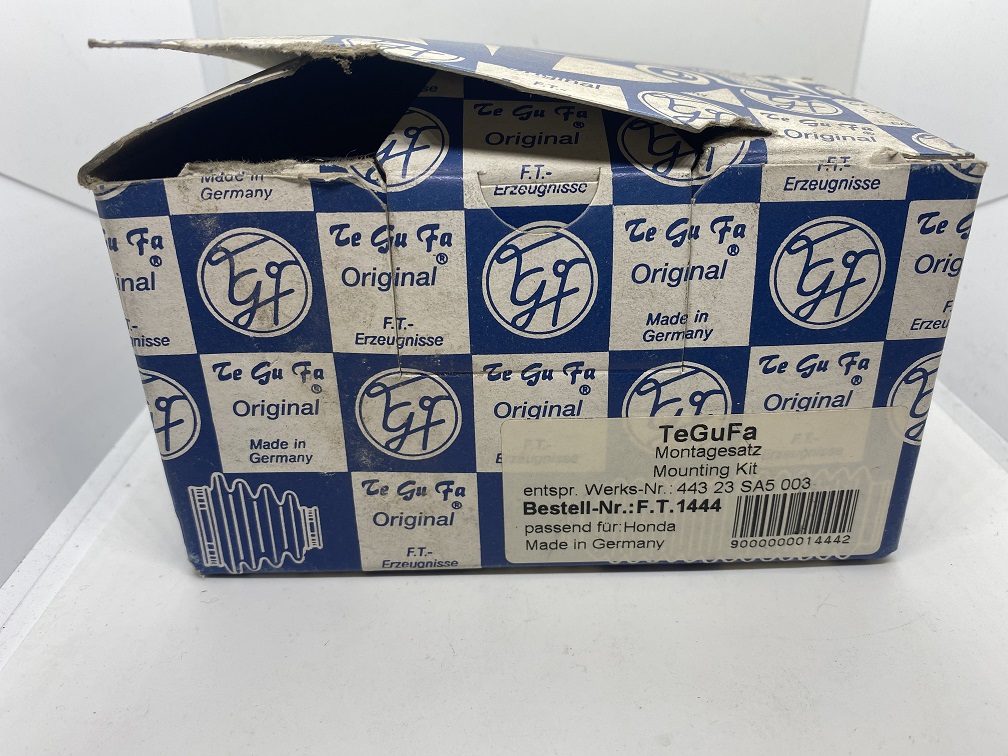 Original
F.T.-
Te Gu Fa ®
Original
Te Gu Fa ®
Original
F.T.-
Erzeugnisse
F.T.-
Erzeugnisse
Made in
Germany
Te Gu Fa ®
Original
F.T.-
Erzeugnisse
Te Gu Fa ®
Original
Made in
Germany
Te Gu Fa ®
Original
Made in
Germany
Te Gu Fa ®
Original
F.T.-
Te Gu Fa ®
Original
Te Gu Fa ®
Original
F.T.-
Erzeugnisse
TeGuFa
Montagesatz
Mounting Kit
entspr. Werks-Nr.: 443 23 SA5 003
Bestell-Nr.:F.T.1444
passend für:Honda
Made in Germany
9000000014442